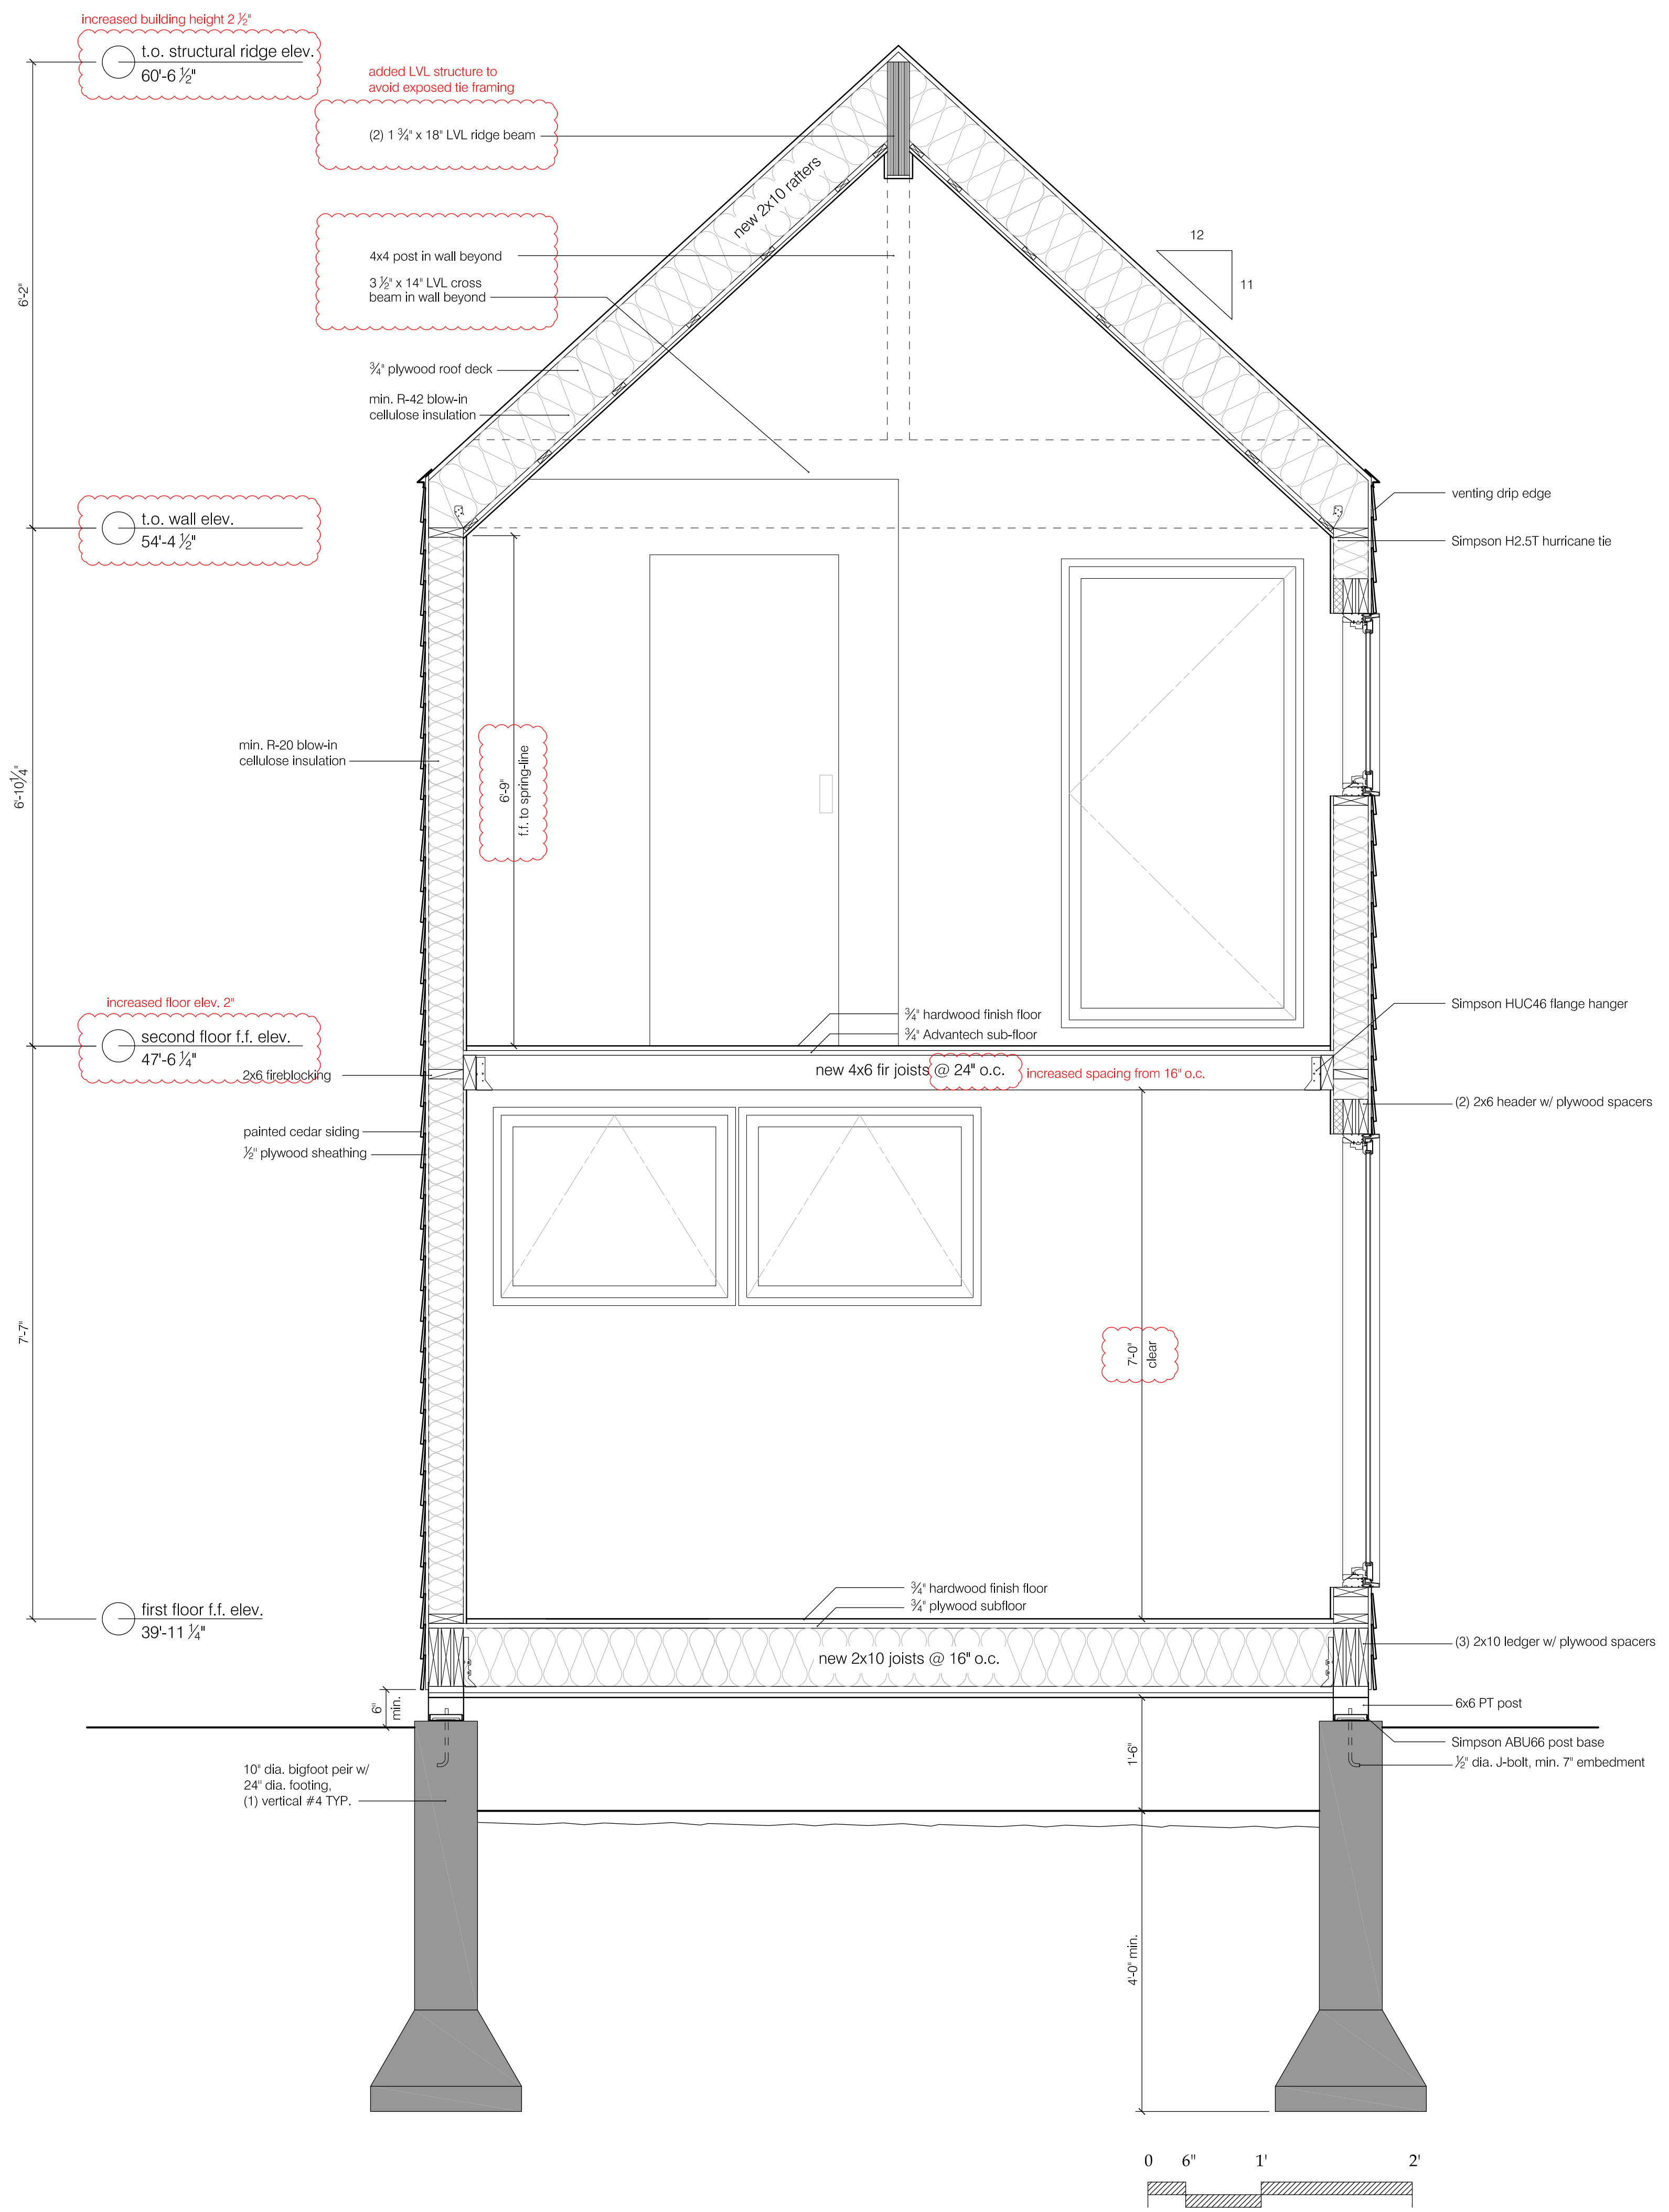 increased building height 2 ½"
t.o. structural ridge elev.
60'-6 ½"
added LVL structure to
avoid exposed tie framing
(2) 1 ¾" x 18" LVL ridge beam
new 2x10 rafters
4x4 post in wall beyond
3 ½" x 14" LVL cross
beam in wall beyond
12
11
6'-2"
¾" plywood roof deck
min. R-42 blow-in
cellulose insulation
venting drip edge
t.o. wall elev.
54'-4 ½"
Simpson H2.5T hurricane tie
min. R-20 blow-in
cellulose insulation
6'-9"
f.f. to spring-line
6'-10¼"
increased floor elev. 2"
second floor f.f. elev.
47'-6 ¼"
2x6 fireblocking
¾" hardwood finish floor
¾" Advantech sub-floor
new 4x6 fir joists @ 24" o.c.
increased spacing from 16" o.c.
Simpson HUC46 flange hanger
(2) 2x6 header w/ plywood spacers
painted cedar siding
½" plywood sheathing
7'-7"
7'-0"
clear
¾" hardwood finish floor
¾" plywood subfloor
first floor f.f. elev.
39'-11 ¼"
new 2x10 joists @ 16" o.c.
(3) 2x10 ledger w/ plywood spacers
6"
min.
6x6 PT post
Simpson ABU66 post base
½" dia. J-bolt, min. 7" embedment
1'-6"
10" dia. bigfoot peir w/
24" dia. footing,
(1) vertical #4 TYP.
4'-0" min.
0 6" 1' 2'